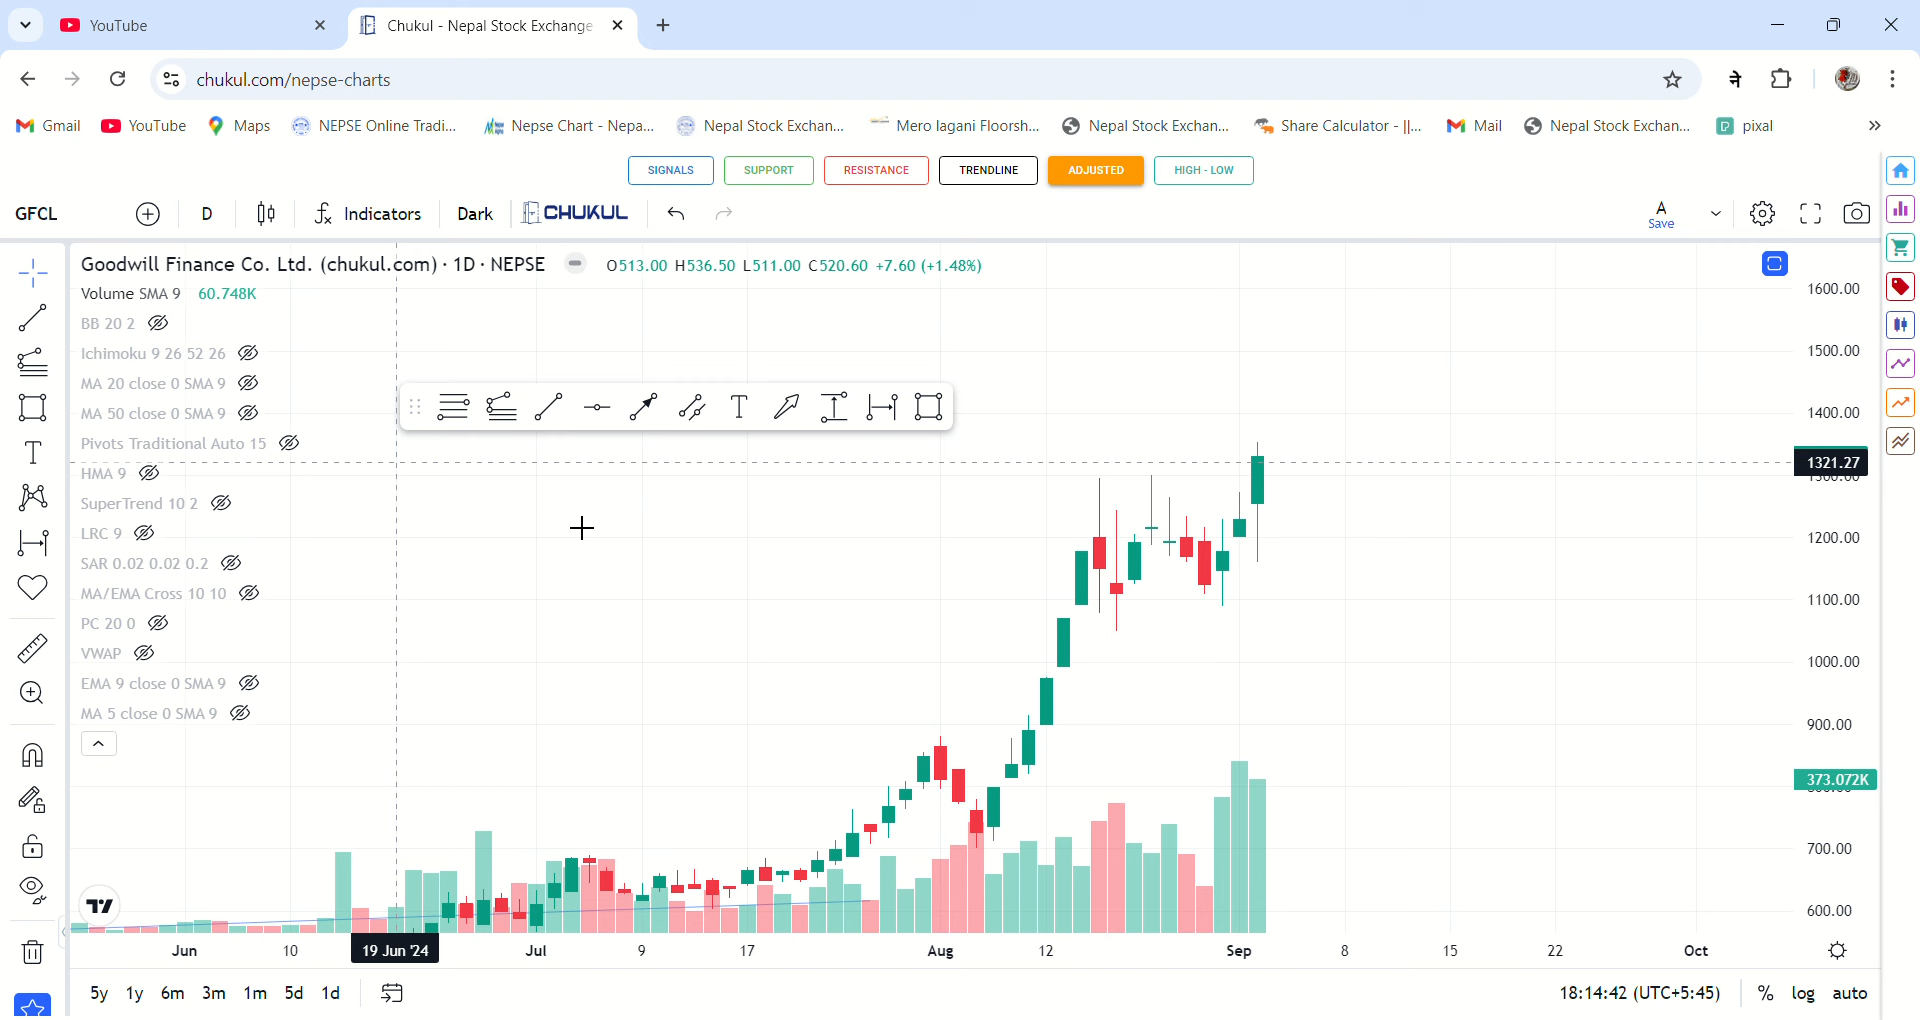 YouTube
Chukul - Nepal Stock Exchange
chukul.com/nepse-charts
ने
Gmail YouTube Maps NEPSE Online Tradi... Nepse Chart - Nepa... Nepal Stock Exchan... Mero lagani Floorsh... Nepal Stock Exchan... Share Calculator - ||... Mail Nepal Stock Exchan... pixal
SIGNALS SUPPORT RESISTANCE TRENDLINE ADJUSTED HIGH - LOW
GFCL D Indicators Dark CHUKUL A Save
Goodwill Finance Co. Ltd. (chukul.com) · 1D · NEPSE O513.00 H536.50 L511.00 C520.60 +7.60 (+1.48%)
Volume SMA 9 60.748K
BB 20 2
Ichimoku 9 26 52 26
MA 20 close 0 SMA 9
MA 50 close 0 SMA 9
Pivots Traditional Auto 15
HMA 9
SuperTrend 10 2
LRC 9
SAR 0.02 0.02 0.2
MA/EMA Cross 10 10
PC 20 0
VWAP
EMA 9 close 0 SMA 9
MA 5 close 0 SMA 9
1600.00
1500.00
1400.00
1321.27
1200.00
1100.00
1000.00
900.00
373.072K
700.00
600.00
Jun 10 19 Jun '24 Jul 9 17 Aug 12 Sep 8 15 22 Oct
5y 1y 6m 3m 1m 5d 1d 18:14:42 (UTC+5:45) % log auto